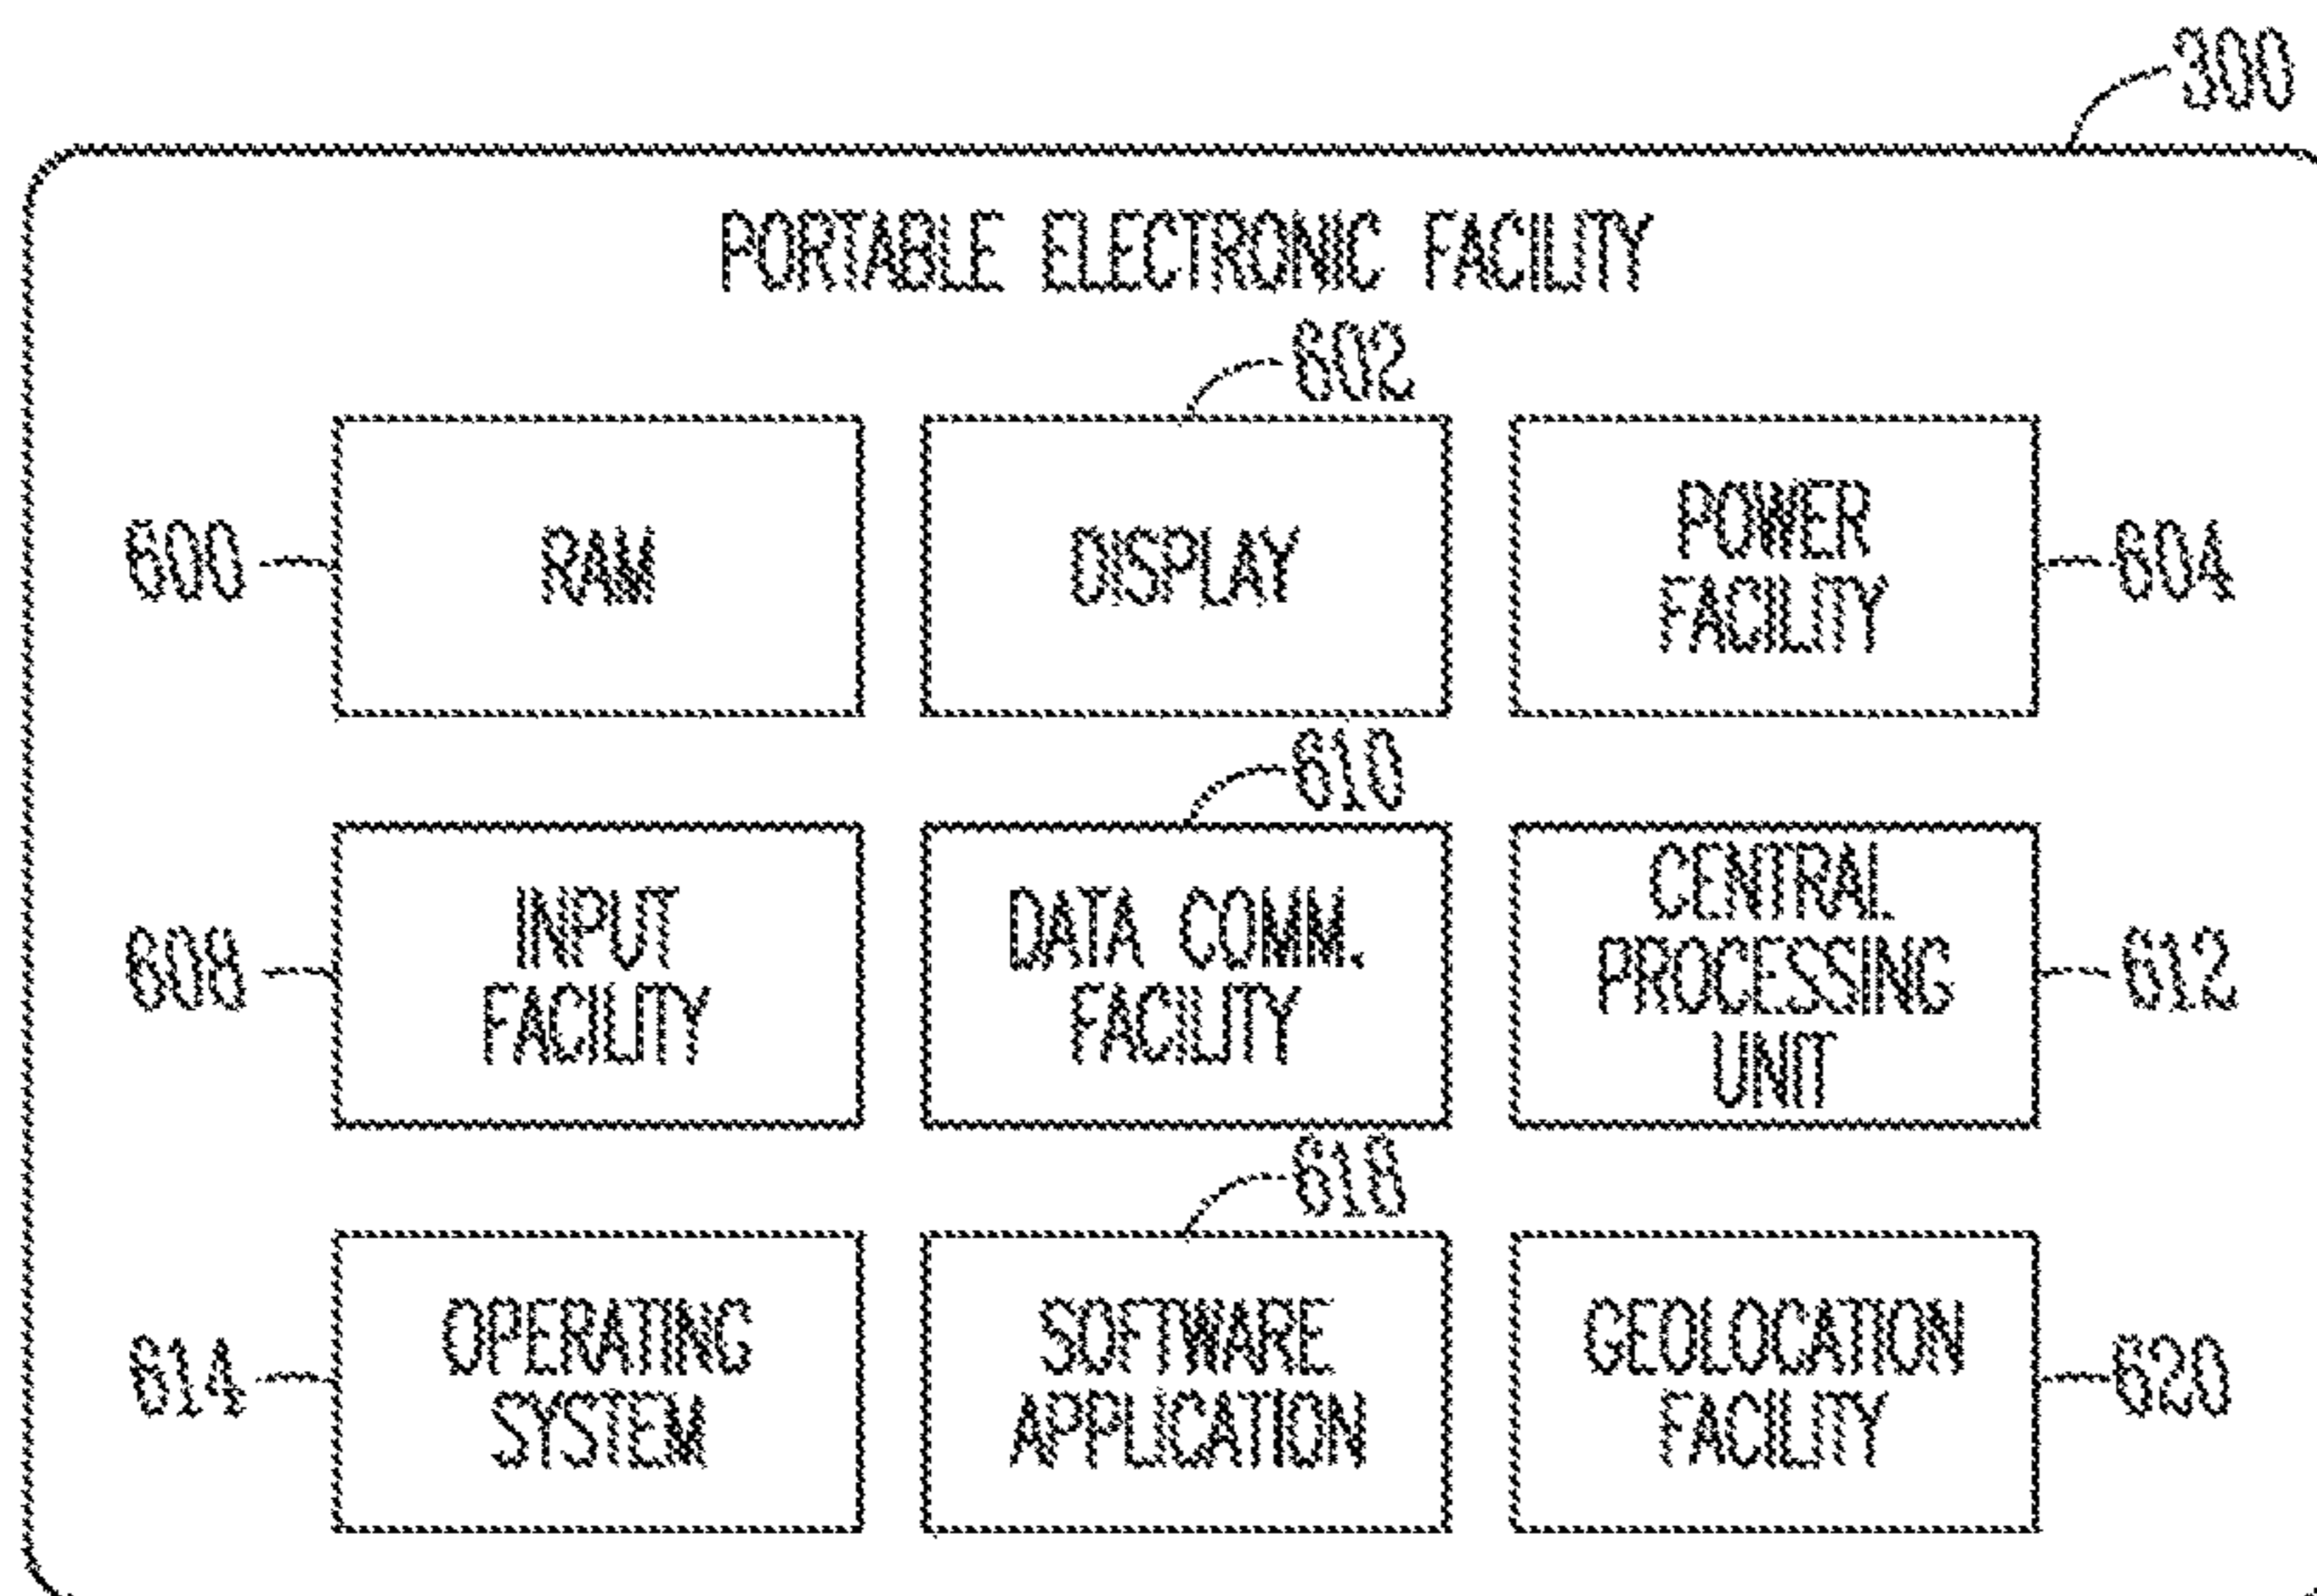 300
PORTABLE ELECTRONIC FACILITY
602
600
RAM
DISPLAY
POWER
FACILITY
604
610
608
INPUT
FACILITY
DATA COMM.
FACILITY
CENTRAL
PROCESSING
UNIT
612
618
614
OPERATING
SYSTEM
SOFTWARE
APPLICATION
GEOLOCATION
FACILITY
620